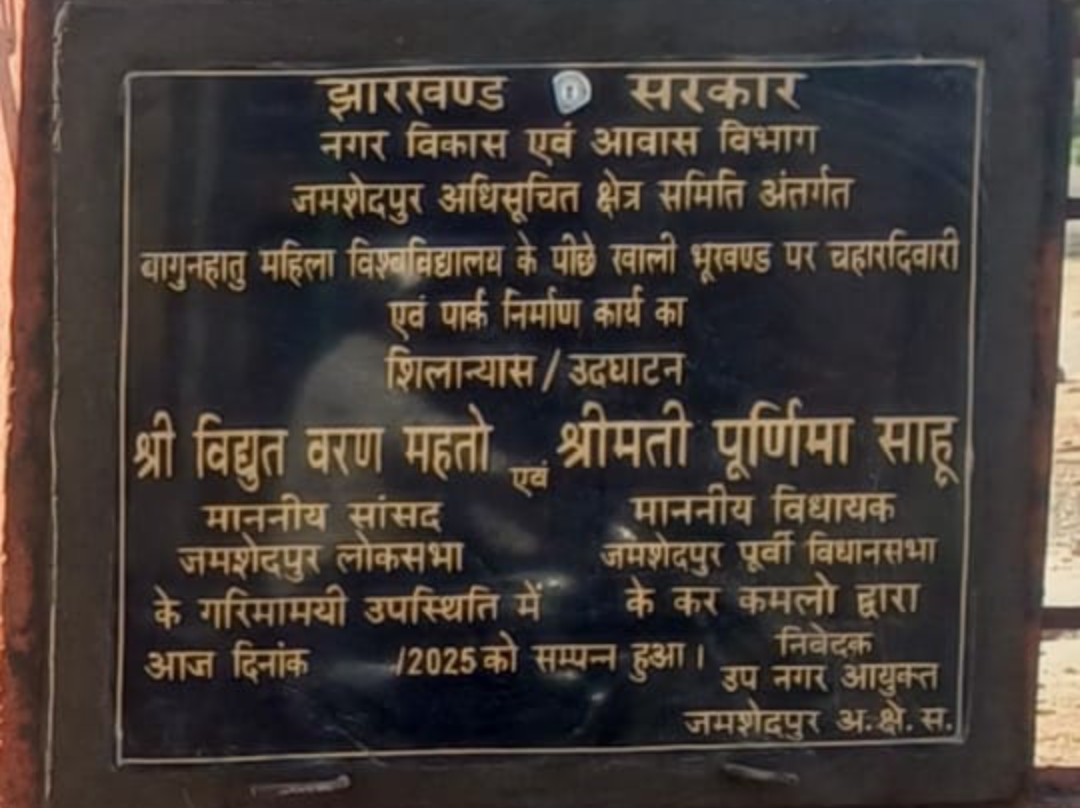 झारखण्ड सरकार
नगर विकास एवं आवास विभाग
जमशेदपुर अधिसूचित क्षेत्र समिति अंतर्गत
बागुनहातु महिला विश्वविद्यालय के पीछे खाली भूखण्ड पर चहारदिवारी
एवं पार्क निर्माण कार्य का
शिलान्यास / उदघाटन
श्री विद्युत वरण महतो एवं श्रीमती पूर्णिमा साहू
माननीय सांसद माननीय विधायक
जमशेदपुर लोकसभा जमशेदपुर पूर्वी विधानसभा
के गरिमामयी उपस्थिति में के कर कमलो द्वारा
आज दिनांक /2025 को सम्पन्न हुआ।
निवेदक
उप नगर आयुक्त
जमशेदपुर अ. क्षे. स.